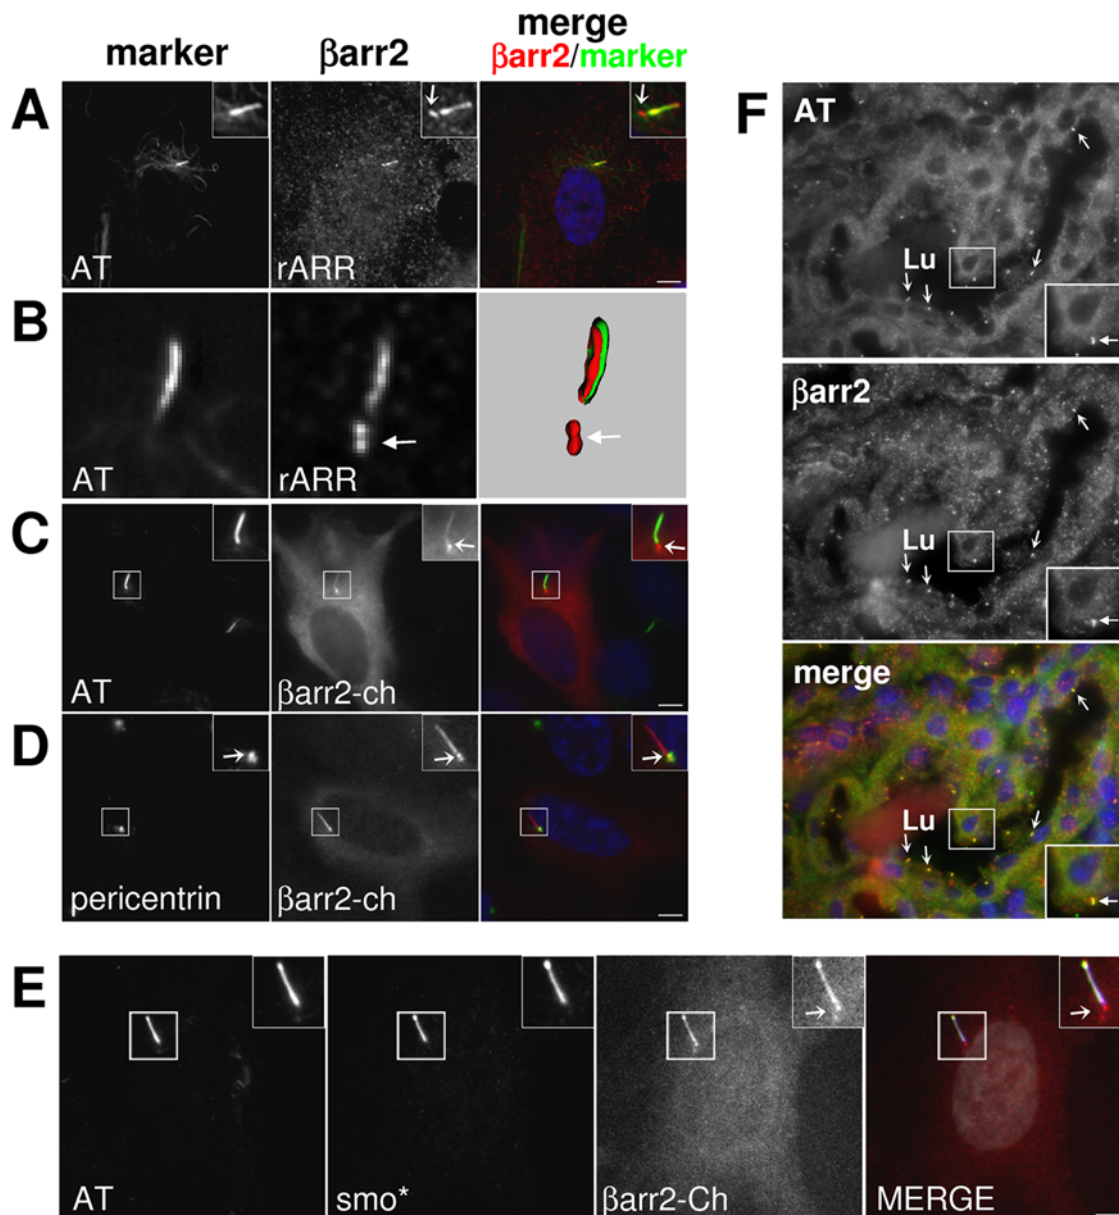 marker
βarr2
merge
βarr2/marker
A
AT
rARR
B
AT
rARR
C
AT
βarr2-ch
D
pericentrin
βarr2-ch
E
AT
smo*
βarr2-Ch
MERGE
F
AT
Lu
βarr2
Lu
merge
Lu